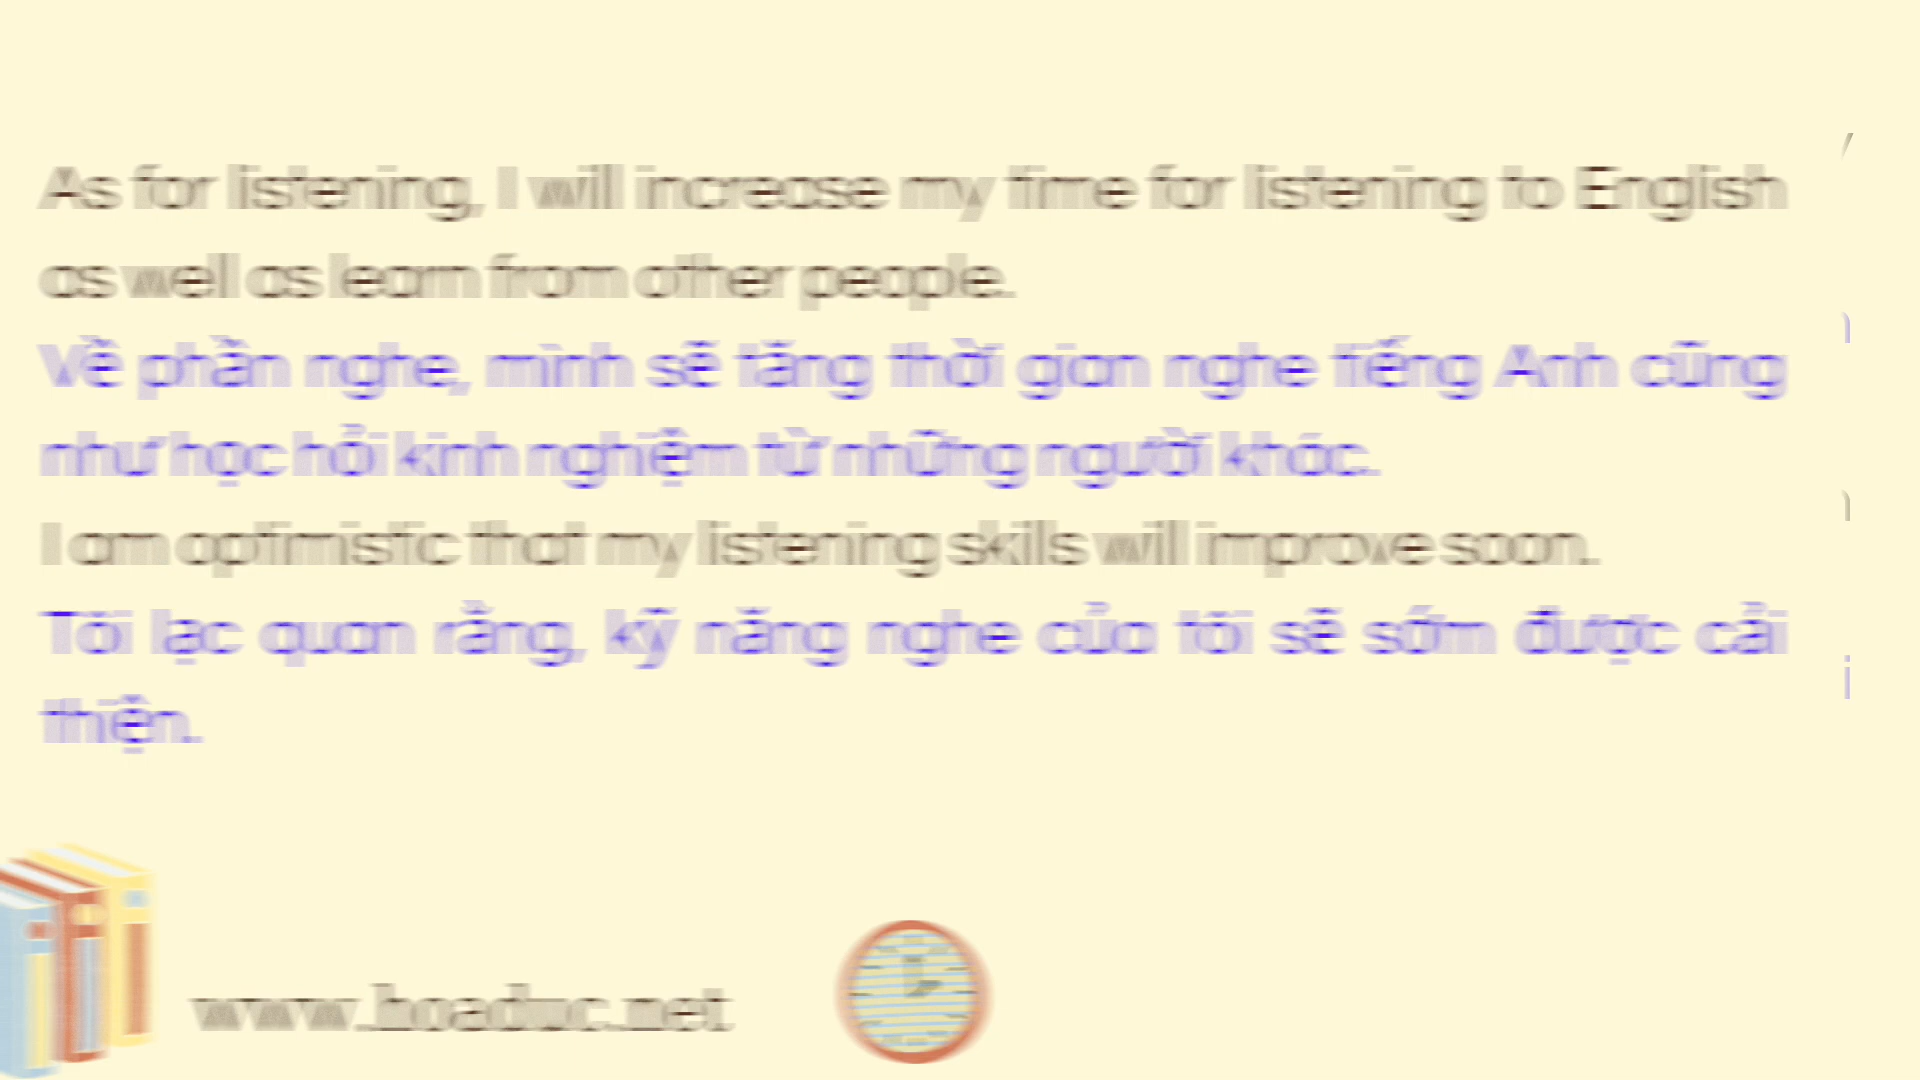 As for listening, I will increase my time for listening to English
as well as learn from other people.
Về phần nghe, mình sẽ tăng thời gian nghe tiếng Anh cũng
như học hỏi kinh nghiệm từ những người khác.
I am optimistic that my listening skills will improve soon.
Tôi lạc quan rằng, kỹ năng nghe của tôi sẽ sớm được cải
thiện.
www.hoaduc.net